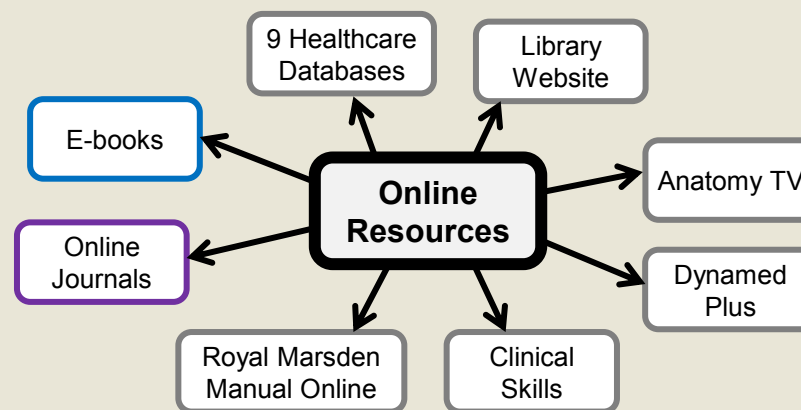 9 Healthcare
Databases
Library
Website
E-books
Anatomy TV
Online
Resources
Online
Journals
Dynamed
Plus
Royal Marsden
Manual Online
Clinical
Skills